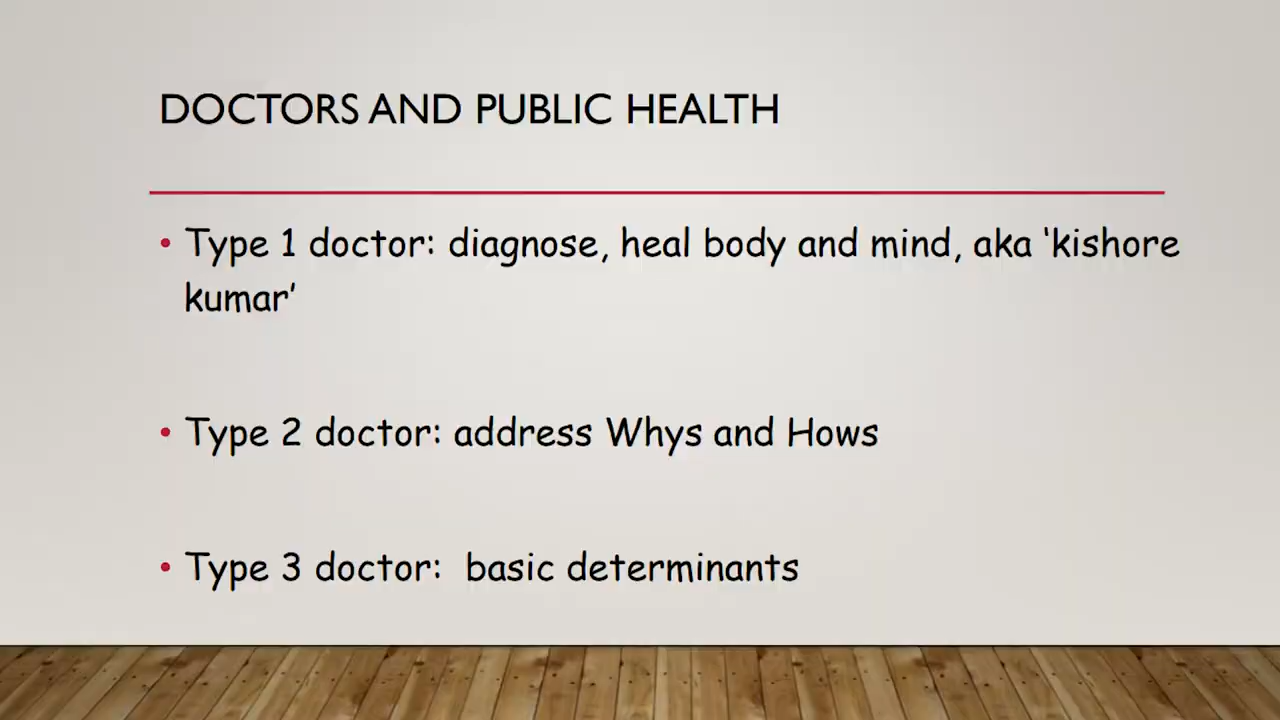 DOCTORS AND PUBLIC HEALTH
• Type 1 doctor: diagnose, heal body and mind, aka ‘kishore
kumar’
• Type 2 doctor: address Whys and Hows
• Type 3 doctor:  basic determinants